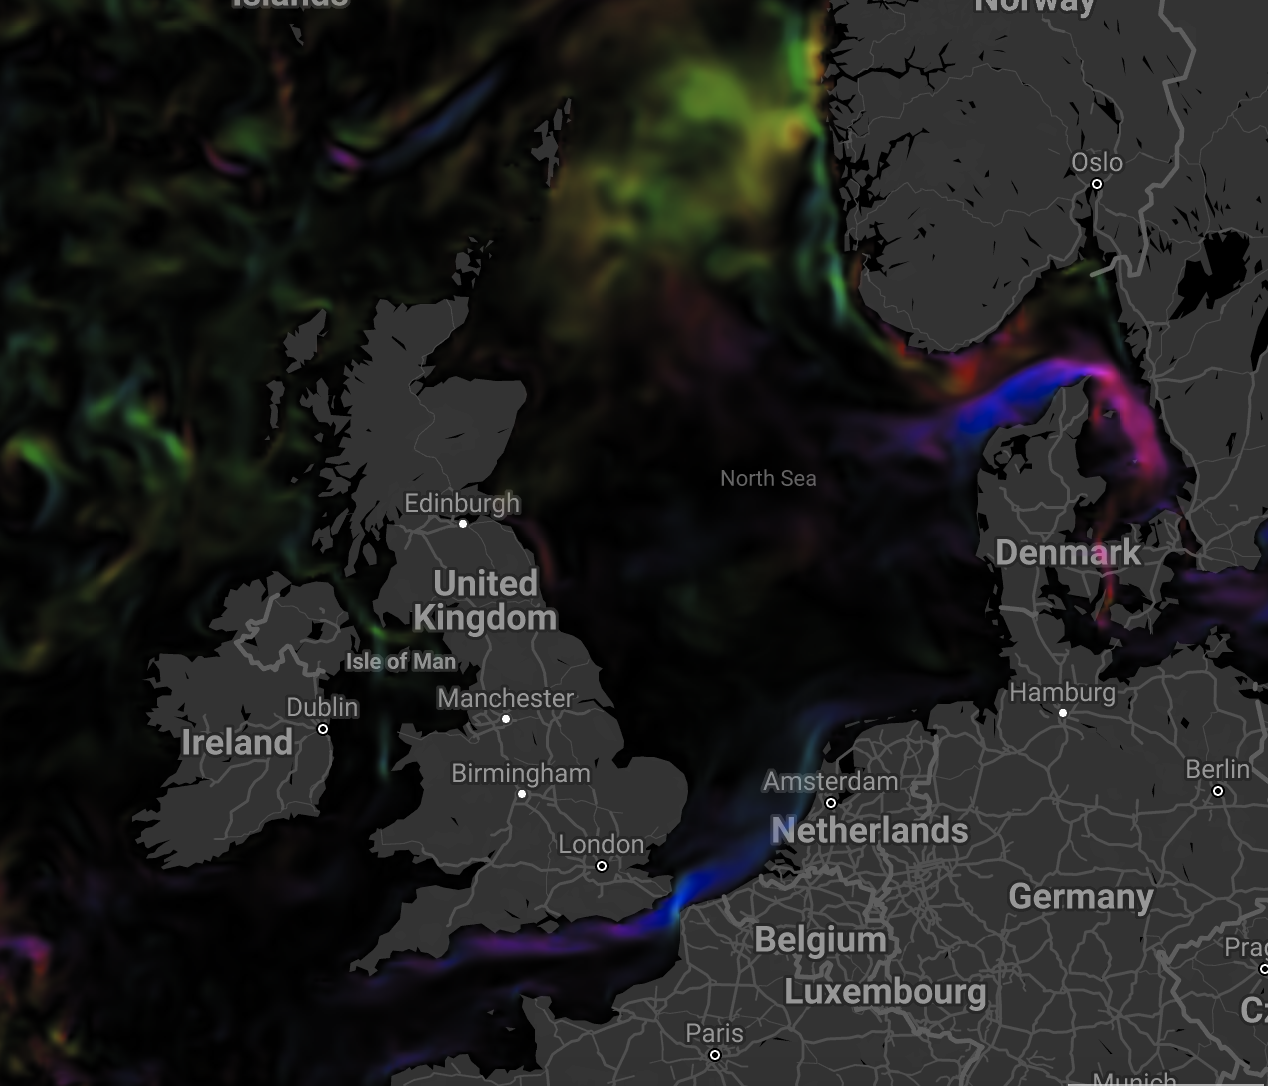 Islands
Norway
Oslo
North Sea
Edinburgh
United
Kingdom
Denmark
Isle of Man
Hamburg
Manchester
Dublin
Ireland
Berlin
Birmingham
Amsterdam
Netherlands
London
Germany
Belgium
Prag
Luxembourg
Cz
Paris
Munich